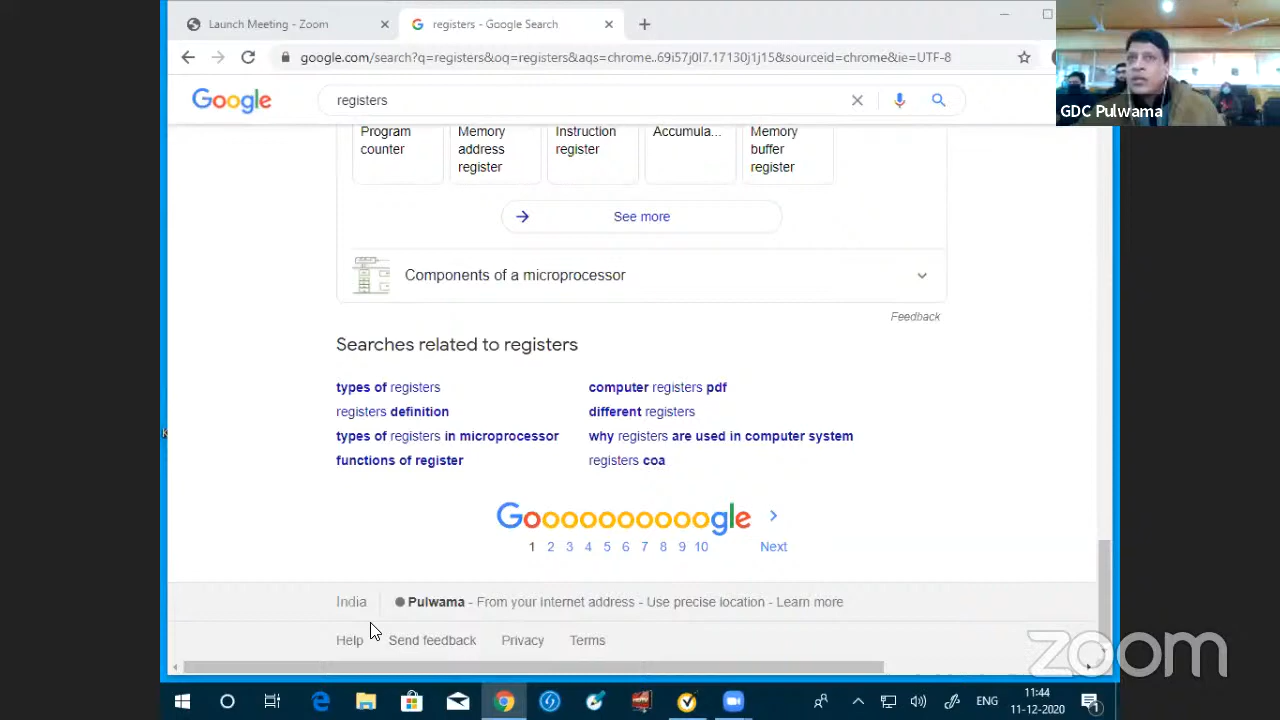 Launch Meeting - Zoom
registers - Google Search
google.com/search?q=registers&oq=registers&aqs=chrome..69i57j0l7.17130j1j15&sourceid=chrome&ie=UTF-8
GDC Pulwama
Google
registers
Program counter
Memory address register
Instruction register
Accumula...
Memory buffer register
See more
Components of a microprocessor
Feedback
Searches related to registers
types of registers
computer registers pdf
registers definition
different registers
types of registers in microprocessor
why registers are used in computer system
functions of register
registers coa
Goooooooooogle
1 2 3 4 5 6 7 8 9 10 Next
India
Pulwama - From your Internet address - Use precise location - Learn more
Help Send feedback Privacy Terms
zoom
ENG
11:44
11-12-2020
1